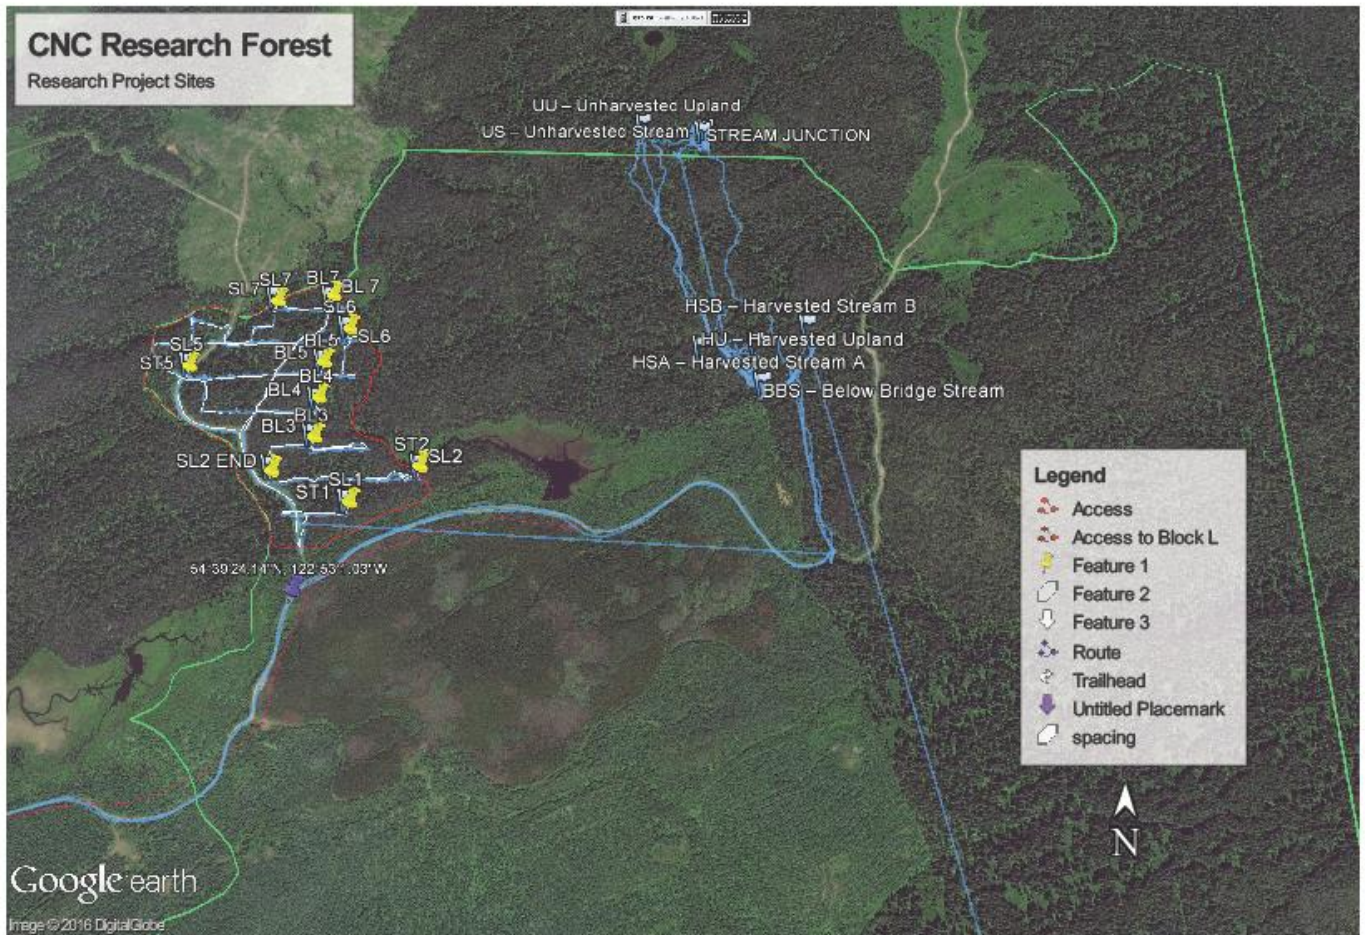 CNC Research Forest
Research Project Sites
UU – Unharvested Upland
US – Unharvested Stream
STREAM JUNCTION
SL7
SL7
BL7
BL7
SL6
SL6
HSB – Harvested Stream B
HU – Harvested Upland
HSA – Harvested Stream A
BBS – Below Bridge Stream
SL5
ST5
BL5
BL5
BL4
BL4
BL3
BL3
ST2
SL2
SL2 END
SL1
ST1
Legend
Access
Access to Block L
Feature 1
Feature 2
Feature 3
Route
Trailhead
Untitled Placemark
spacing
N
Google earth
Image © 2016 DigitalGlobe